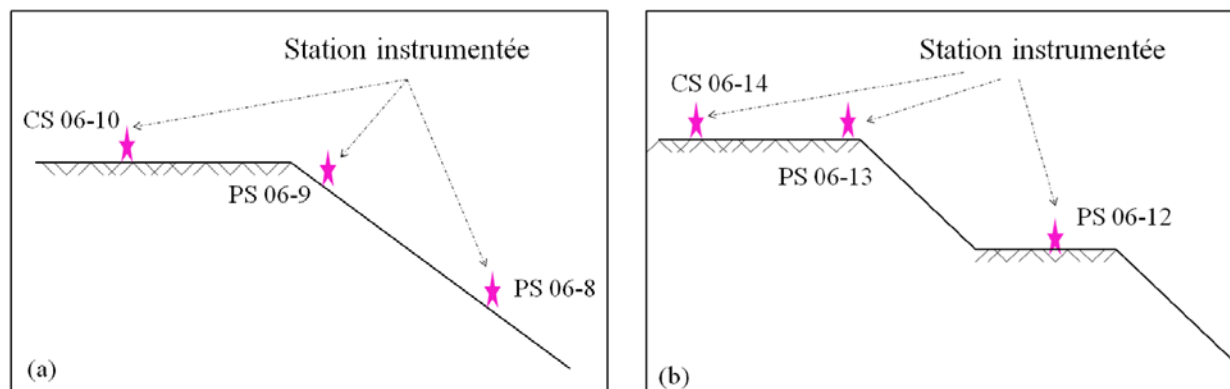 Station instrumentée
CS 06-10
PS 06-9
PS 06-8
(a)
Station instrumentée
CS 06-14
PS 06-13
PS 06-12
(b)